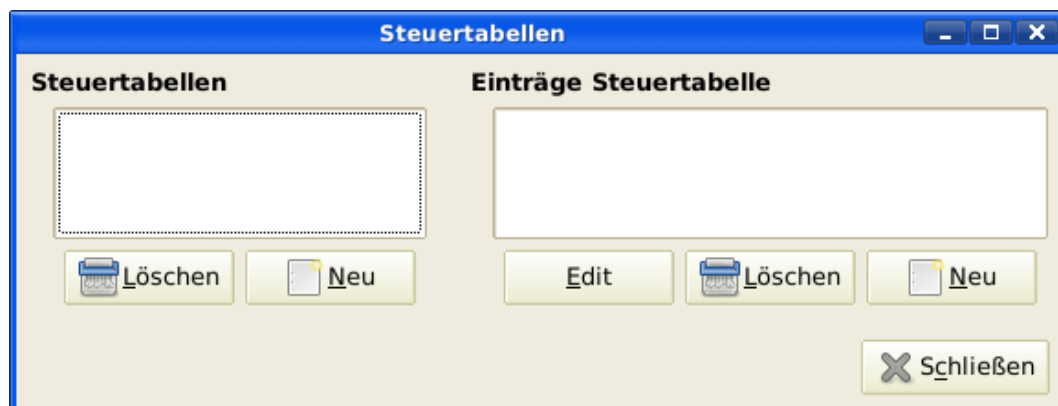 Steuertabellen
Steuertabellen
Einträge Steuertabelle
Löschen
Neu
Edit
Löschen
Neu
Schließen